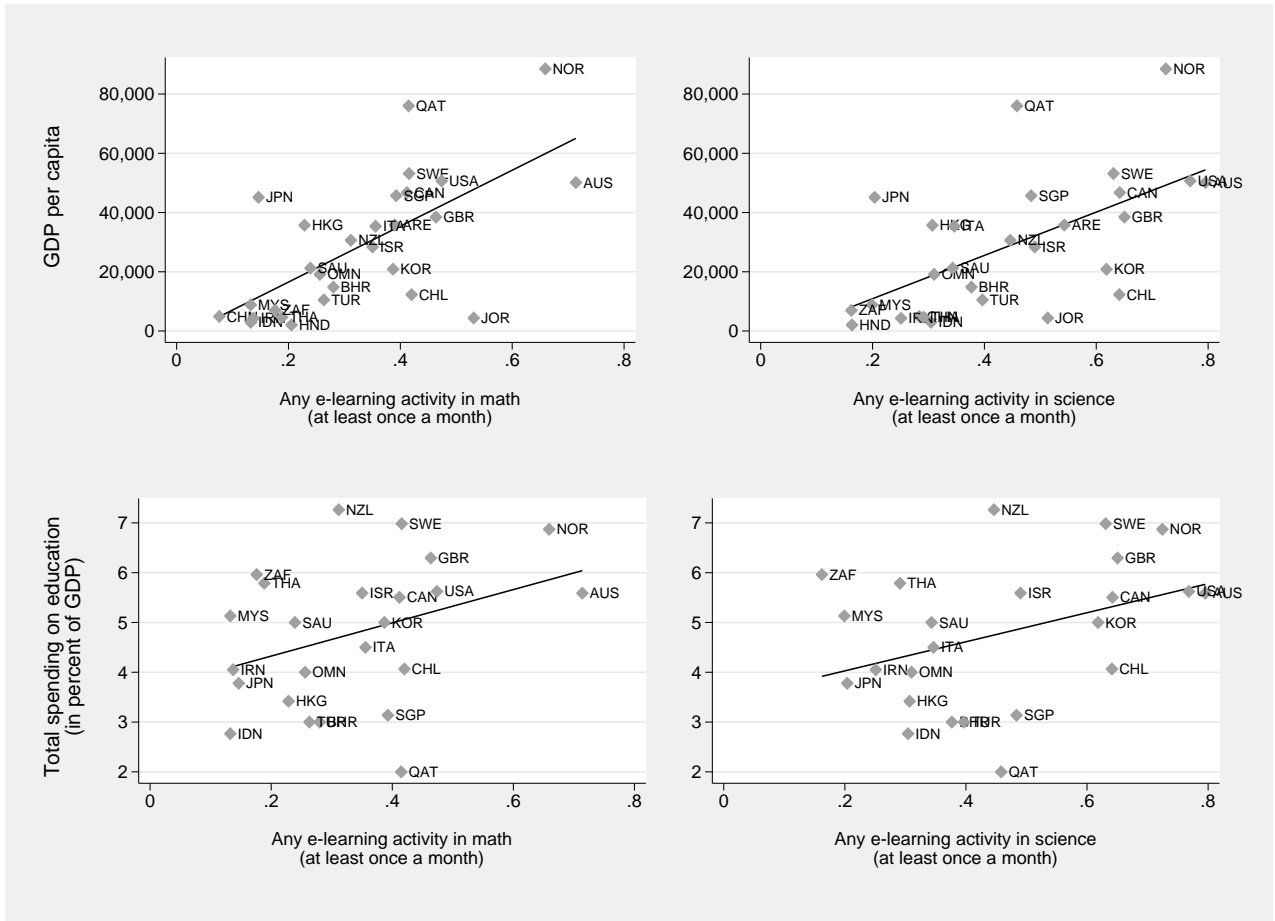 NOR
80,000
QAT
60,000
SWE
USA
AUS
CAN
SGP
JPN
40,000
GBR
HKG
ITA
ARE
NZL
ISR
SAU
KOR
20,000
OMN
BHR
CHL
TUR
MYS
ZAF
CHN
IRN
THA
JOR
IDN
HND
0
GDP per capita
0 .2 .4 .6 .8
Any e-learning activity in math
(at least once a month)
NOR
80,000
QAT
60,000
SWE
USA
AUS
CAN
SGP
JPN
40,000
GBR
HKG
ITA
ARE
NZL
ISR
SAU
KOR
20,000
OMN
BHR
CHL
TUR
MYS
ZAF
IRN
JOR
IDN
HND
0
0 .2 .4 .6 .8
Any e-learning activity in science
(at least once a month)
NZL
7
SWE
NOR
GBR
6
ZAF
THA
ISR
USA
AUS
CAN
MYS
5
SAU
KOR
ITA
4
IRN
OMN
CHL
JPN
HKG
SGP
3
TUR
BHR
IDN
2
QAT
Total spending on education
(in percent of GDP)
0 .2 .4 .6 .8
Any e-learning activity in math
(at least once a month)
NZL
7
SWE
NOR
GBR
6
ZAF
THA
ISR
USA
AUS
CAN
MYS
5
SAU
KOR
ITA
4
IRN
OMN
CHL
JPN
HKG
SGP
3
BHR
TUR
IDN
2
QAT
0 .2 .4 .6 .8
Any e-learning activity in science
(at least once a month)